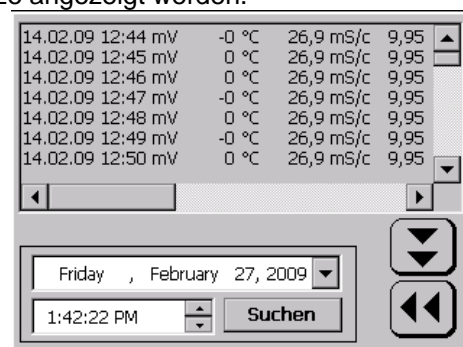 angezeigt werden.
14.02.09 12:44 mV -0 °C 26,9 mS/c 9,95
14.02.09 12:45 mV 0 °C 26,9 mS/c 9,95
14.02.09 12:46 mV 0 °C 26,9 mS/c 9,95
14.02.09 12:47 mV -0 °C 26,9 mS/c 9,95
14.02.09 12:48 mV 0 °C 26,9 mS/c 9,95
14.02.09 12:49 mV -0 °C 26,9 mS/c 9,95
14.02.09 12:50 mV 0 °C 26,9 mS/c 9,95
Friday , February 27, 2009
1:42:22 PM Suchen